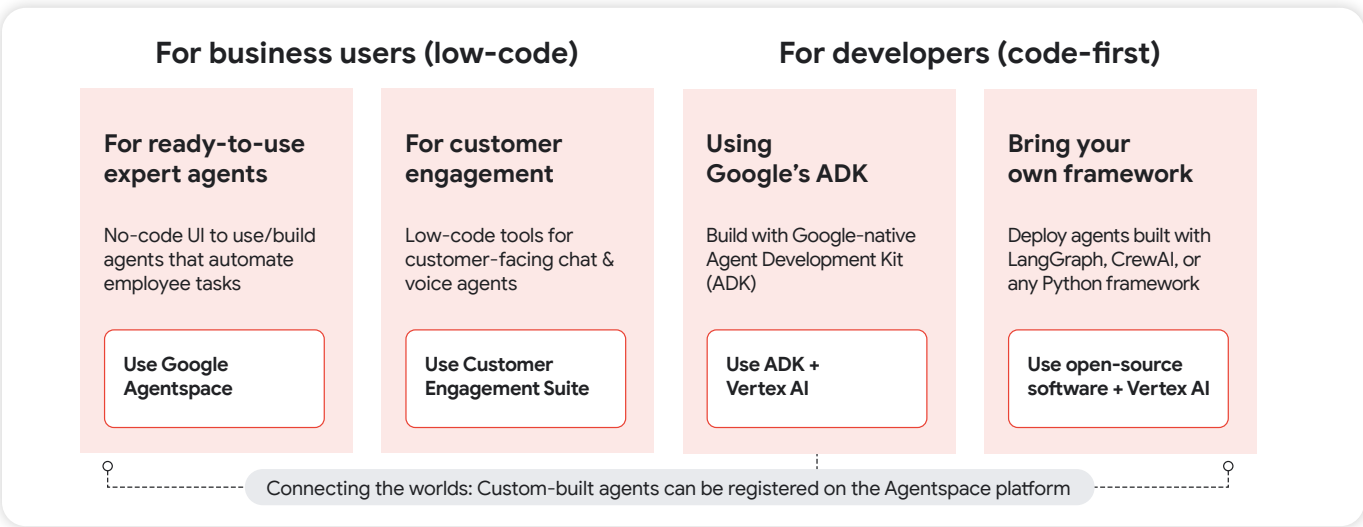 For business users (low-code)
For developers (code-first)
For ready-to-use
expert agents
No-code UI to use/build
agents that automate
employee tasks
Use Google
Agentspace
For customer
engagement
Low-code tools for
customer-facing chat &
voice agents
Use Customer
Engagement Suite
Using
Google’s ADK
Build with Google-native
Agent Development Kit
(ADK)
Use ADK +
Vertex AI
Bring your
own framework
Deploy agents built with
LangGraph, CrewAI, or
any Python framework
Use open-source
software + Vertex AI
Connecting the worlds: Custom-built agents can be registered on the Agentspace platform